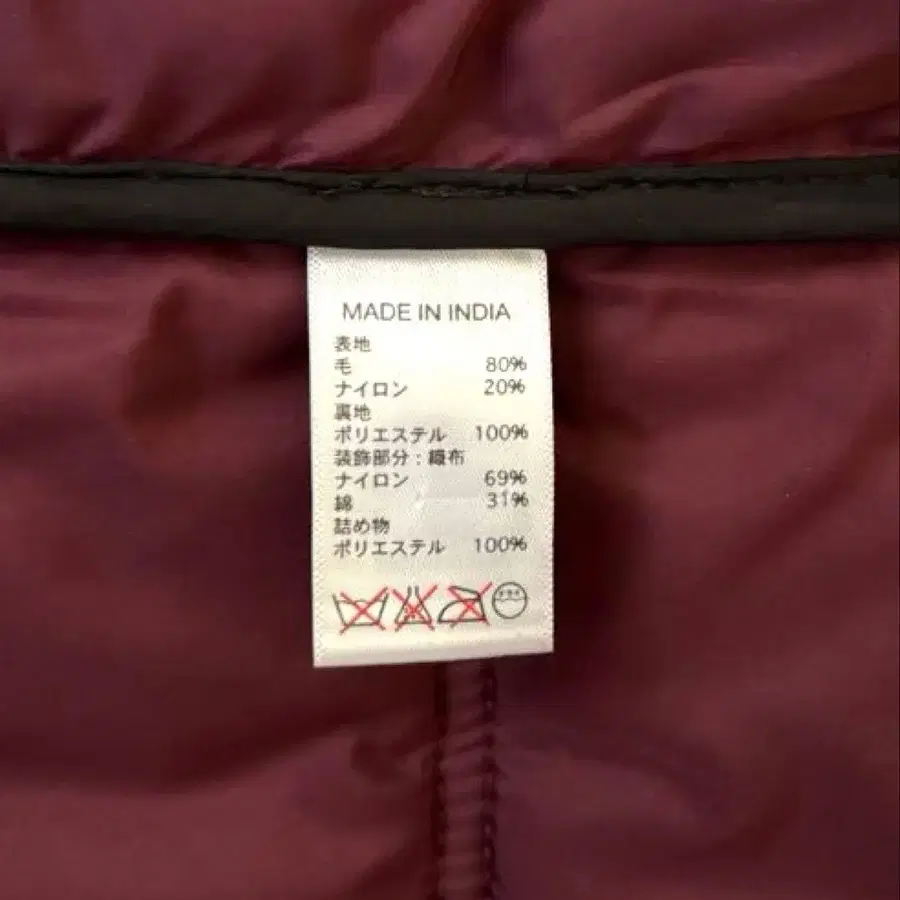 MADE IN INDIA
表地
毛 80%
ナイロン 20%
裏地
ポリエステル 100%
装飾部分：織布
ナイロン 69%
綿 31%
詰め物
ポリエステル 100%